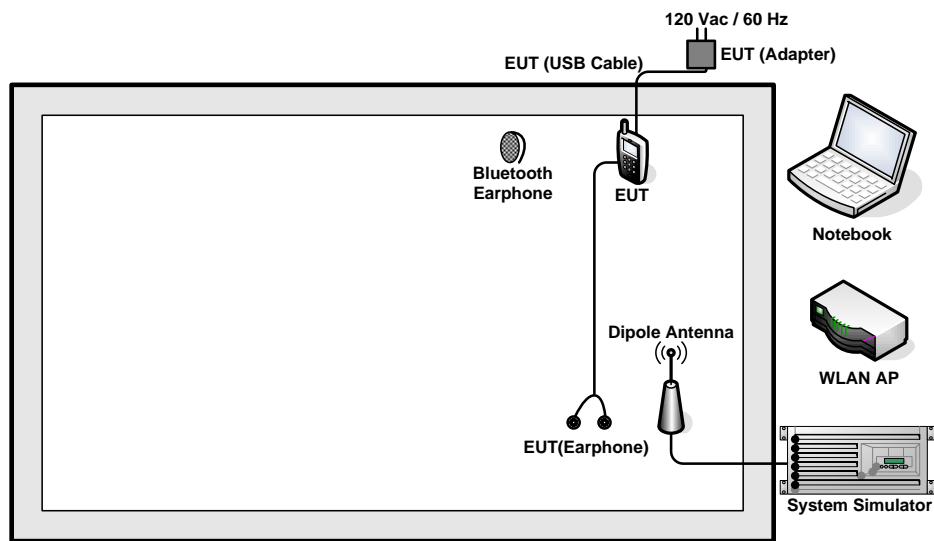 120 Vac / 60 Hz
EUT (USB Cable)
EUT (Adapter)
Bluetooth
Earphone
EUT
Notebook
Dipole Antenna
WLAN AP
EUT(Earphone)
System Simulator